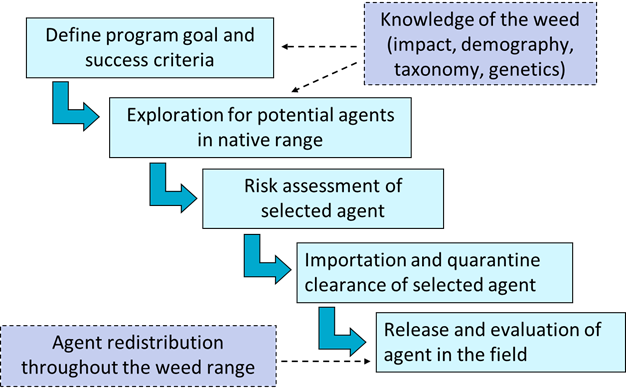 Define program goal and
success criteria
Knowledge of the weed
(impact, demography,
taxonomy, genetics)
Exploration for potential agents
in native range
Risk assessment of
selected agent
Importation and quarantine
clearance of selected agent
Release and evaluation of
agent in the field
Agent redistribution
throughout the weed range